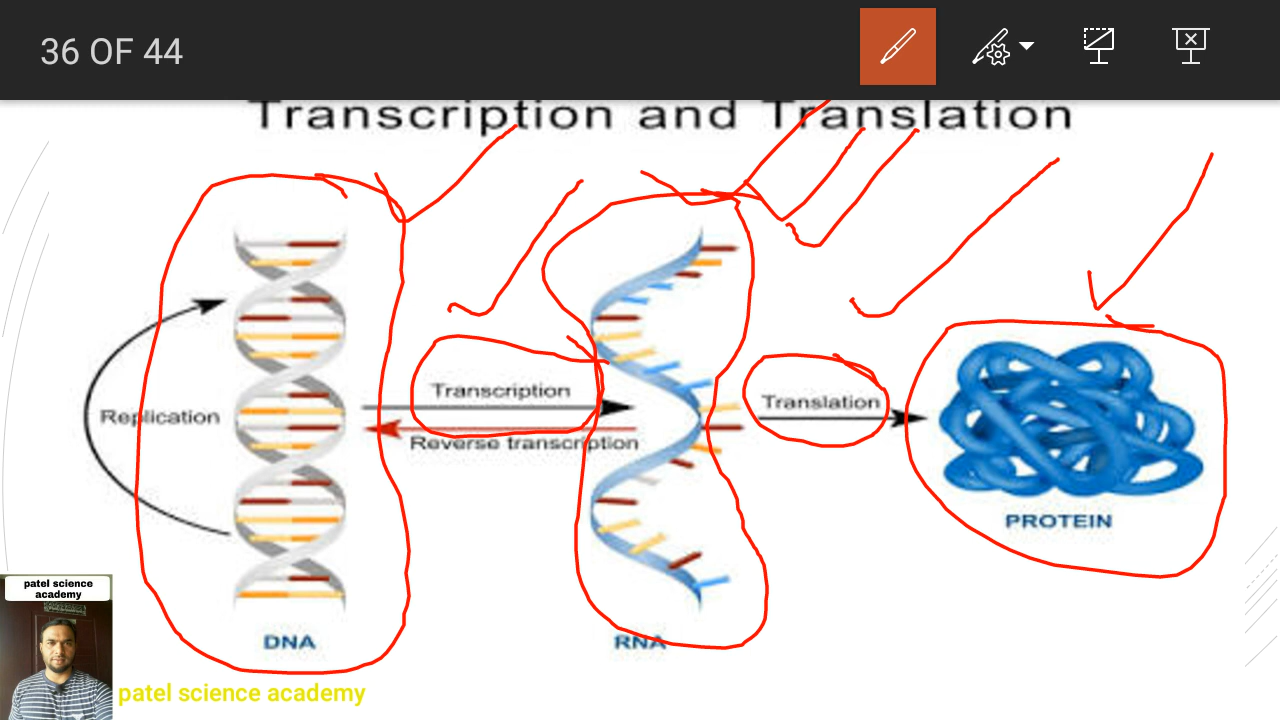 36 OF 44
Transcription and Translation
Transcription
Translation
Replication
Reverse transcription
PROTEIN
patel science
academy
DNA
RNA
patel science academy